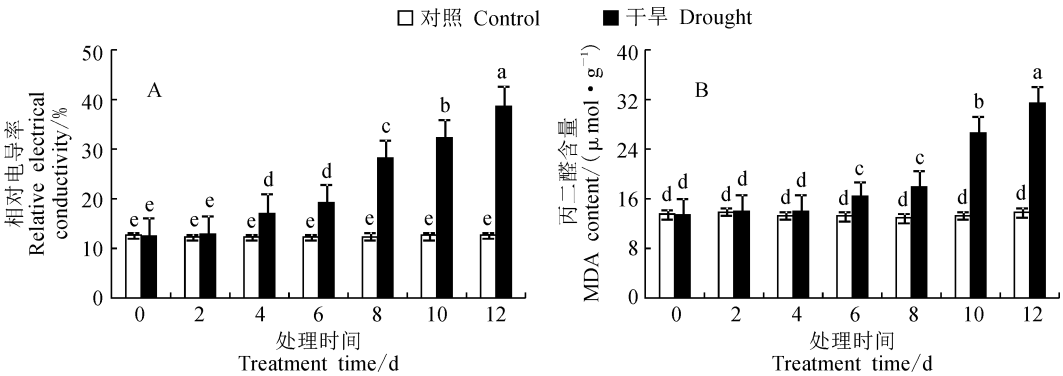 对照 Control 干旱 Drought
相对电导率
Relative electrical
conductivity/%
50
40
30
20
10
0
A
e e e e e d e d e c e b e a
0 2 4 6 8 10 12
处理时间
Treatment time/d
丙二醛含量
MDA content/(μmol·g⁻¹)
40
32
24
16
8
0
B
d d d d d d d c d c d b d a
0 2 4 6 8 10 12
处理时间
Treatment time/d